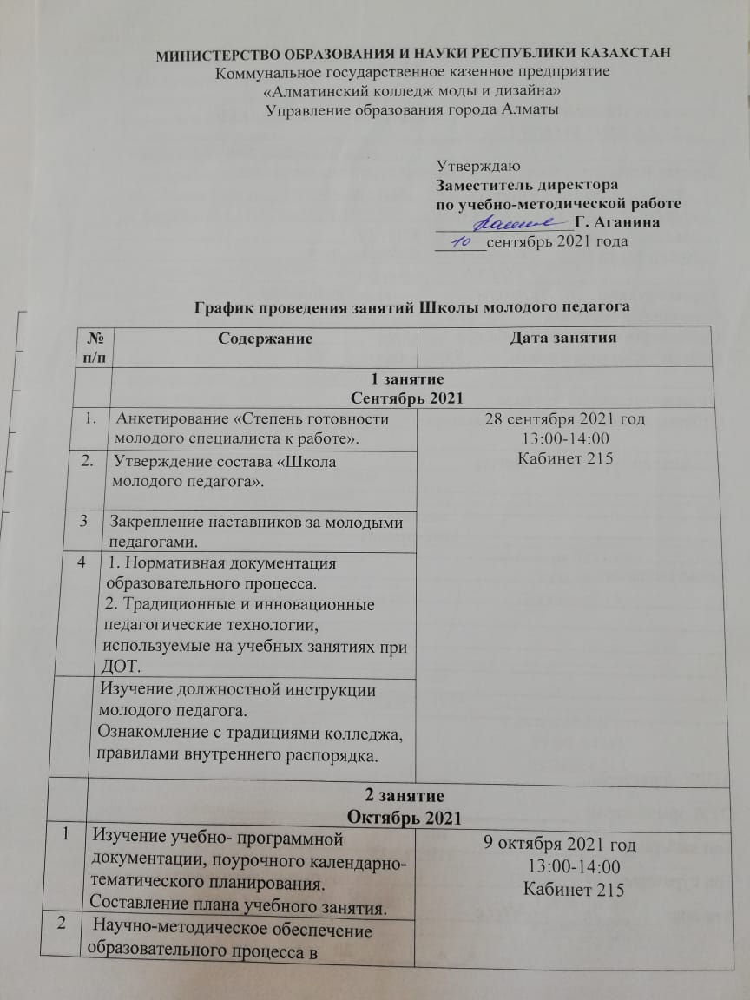 МИНИСТЕРСТВО ОБРАЗОВАНИЯ И НАУКИ РЕСПУБЛИКИ КАЗАХСТАН
Коммунальное государственное казенное предприятие
«Алматинский колледж моды и дизайна»
Управление образования города Алматы
Утверждаю
Заместитель директора
по учебно-методической работе
Г. Аганина
10 сентябрь 2021 года
График проведения занятий Школы молодого педагога
№ п/п
Содержание
Дата занятия
1 занятие
Сентябрь 2021
1. Анкетирование «Степень готовности
молодого специалиста к работе».
28 сентября 2021 год
13:00-14:00
Кабинет 215
2. Утверждение состава «Школа
молодого педагога».
3 Закрепление наставников за молодыми
педагогами.
4 1. Нормативная документация
образовательного процесса.
2. Традиционные и инновационные
педагогические технологии,
используемые на учебных занятиях при
ДОТ.
Изучение должностной инструкции
молодого педагога.
Ознакомление с традициями колледжа,
правилами внутреннего распорядка.
2 занятие
Октябрь 2021
1 Изучение учебно- программной
документации, поурочного календарно-
тематического планирования.
Составление плана учебного занятия.
9 октября 2021 год
13:00-14:00
Кабинет 215
2 Научно-методическое обеспечение
образовательного процесса в